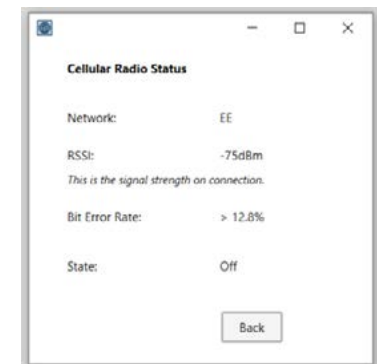 Cellular Radio Status
Network: EE
RSSI: -75dBm
This is the signal strength on connection.
Bit Error Rate: > 12.8%
State: Off
Back